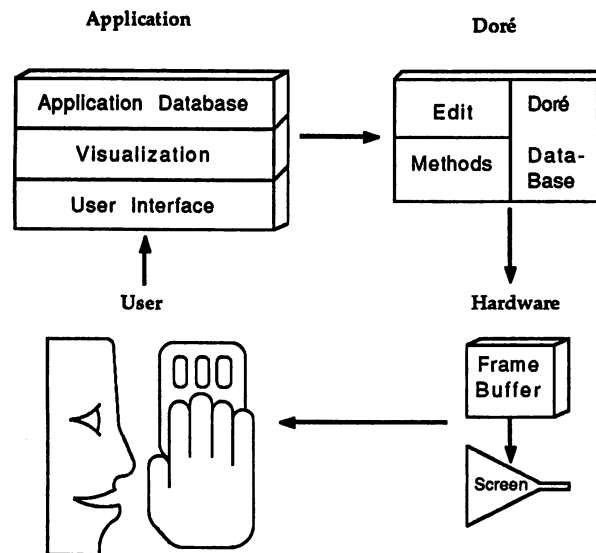 Application
Doré
Application Database
Visualization
User Interface
Edit
Methods
Doré
Data-
Base
User
Hardware
Frame
Buffer
Screen